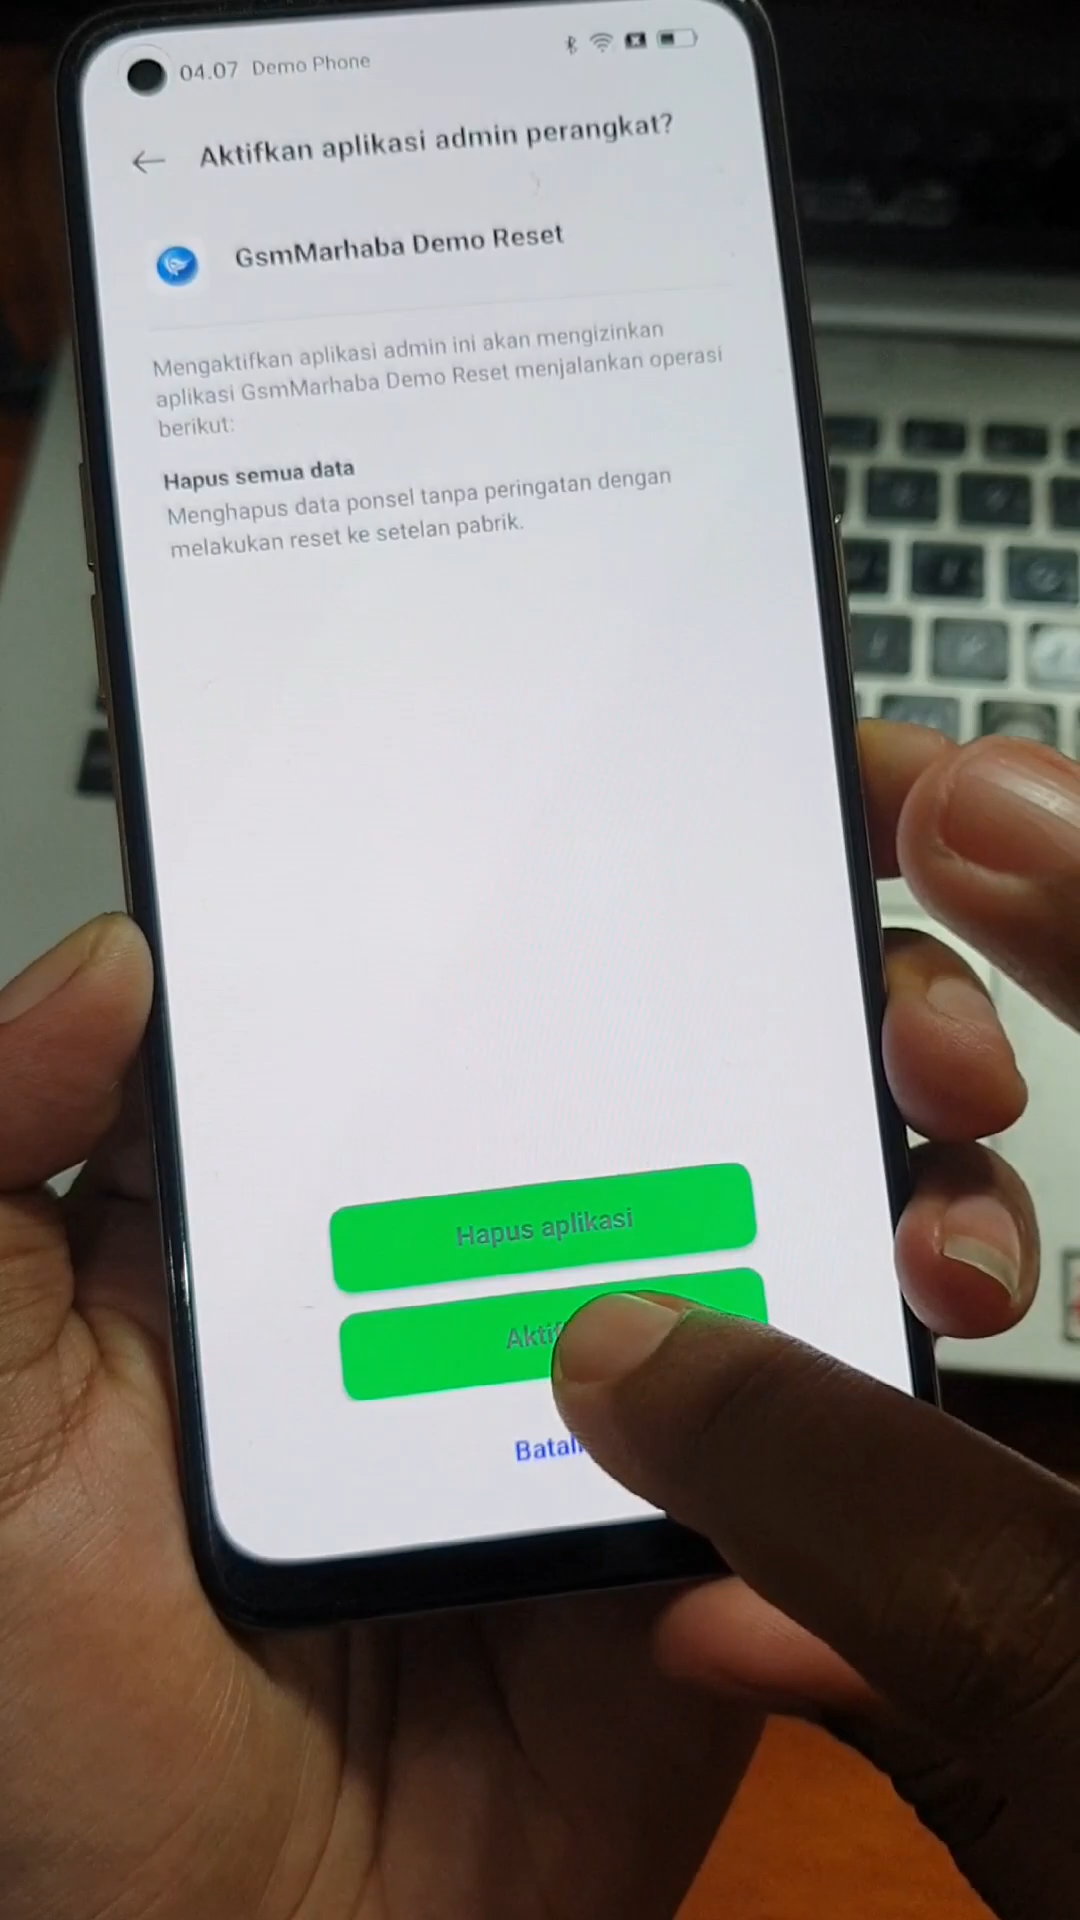 04.07 Demo Phone
Aktifkan aplikasi admin perangkat?
GsmMarhaba Demo Reset
Mengaktifkan aplikasi admin ini akan mengizinkan
aplikasi GsmMarhaba Demo Reset menjalankan operasi
berikut:
Hapus semua data
Menghapus data ponsel tanpa peringatan dengan
melakukan reset ke setelan pabrik.
Hapus aplikasi